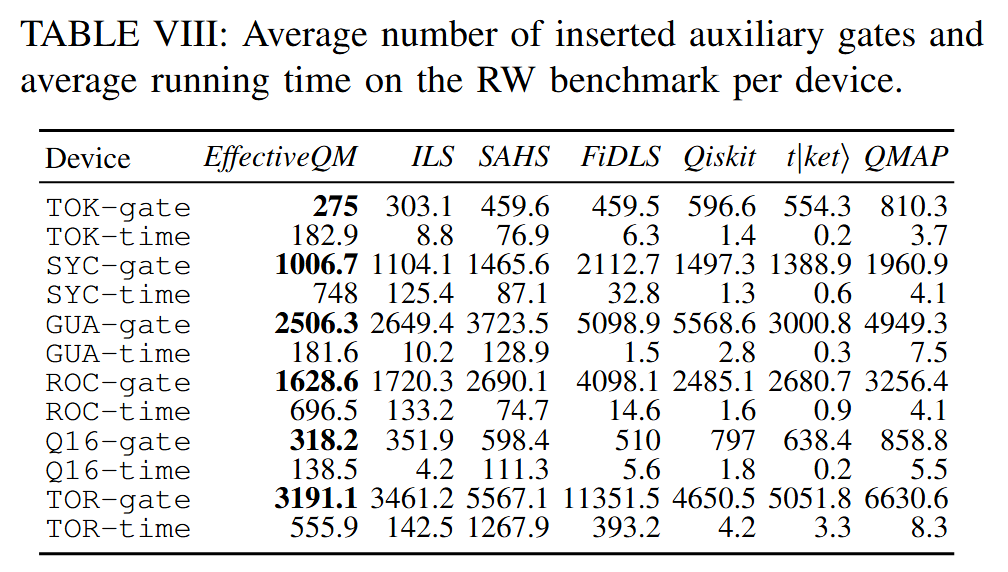 TABLE VIII: Average number of inserted auxiliary gates and
average running time on the RW benchmark per device.
Device EffectiveQM ILS SAHS FiDLS Qiskit t|ket⟩ QMAP
TOK-gate 275 303.1 459.6 459.5 596.6 554.3 810.3
TOK-time 182.9 8.8 76.9 6.3 1.4 0.2 3.7
SYC-gate 1006.7 1104.1 1465.6 2112.7 1497.3 1388.9 1960.9
SYC-time 748 125.4 87.1 32.8 1.3 0.6 4.1
GUA-gate 2506.3 2649.4 3723.5 5098.9 5568.6 3000.8 4949.3
GUA-time 181.6 10.2 128.9 1.5 2.8 0.3 7.5
ROC-gate 1628.6 1720.3 2690.1 4098.1 2485.1 2680.7 3256.4
ROC-time 696.5 133.2 74.7 14.6 1.6 0.9 4.1
Q16-gate 318.2 351.9 598.4 510 797 638.4 858.8
Q16-time 138.5 4.2 111.3 5.6 1.8 0.2 5.5
TOR-gate 3191.1 3461.2 5567.1 11351.5 4650.5 5051.8 6630.6
TOR-time 555.9 142.5 1267.9 393.2 4.2 3.3 8.3